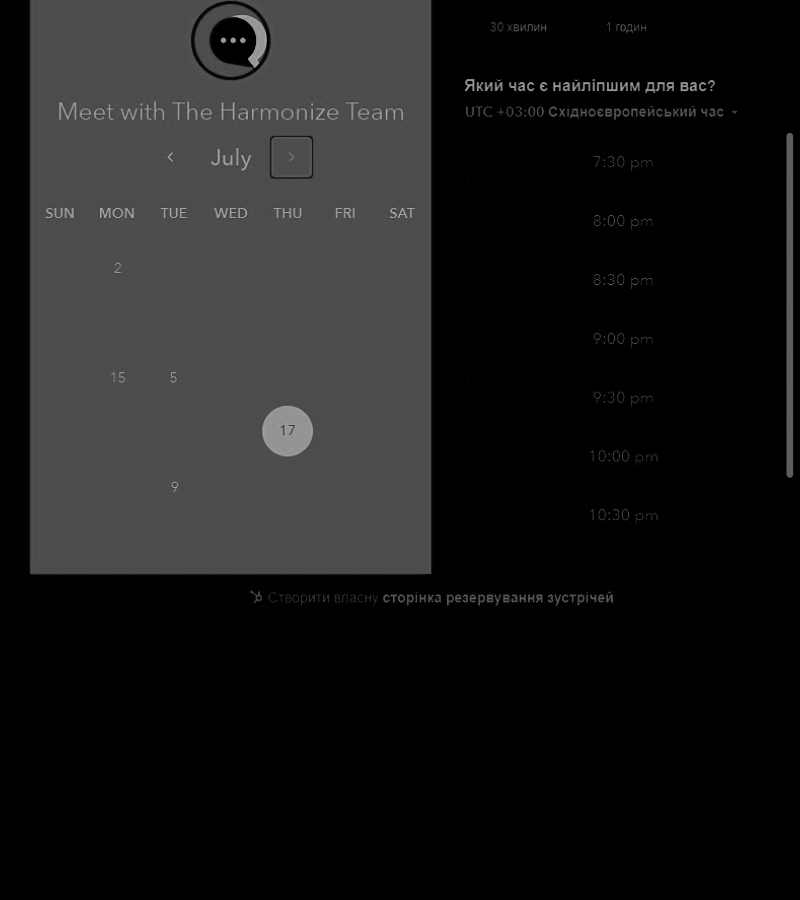 Meet with The Harmonize Team
July
SUN MON TUE WED THU FRI SAT
2
15 5
17
9
30 хвилин 1 годин
Який час є найліпшим для вас?
UTC +03:00 Східноєвропейський час
7:30 pm
8:00 pm
8:30 pm
9:00 pm
9:30 pm
10:00 pm
10:30 pm
Створити власну сторінка резервування зустрічей